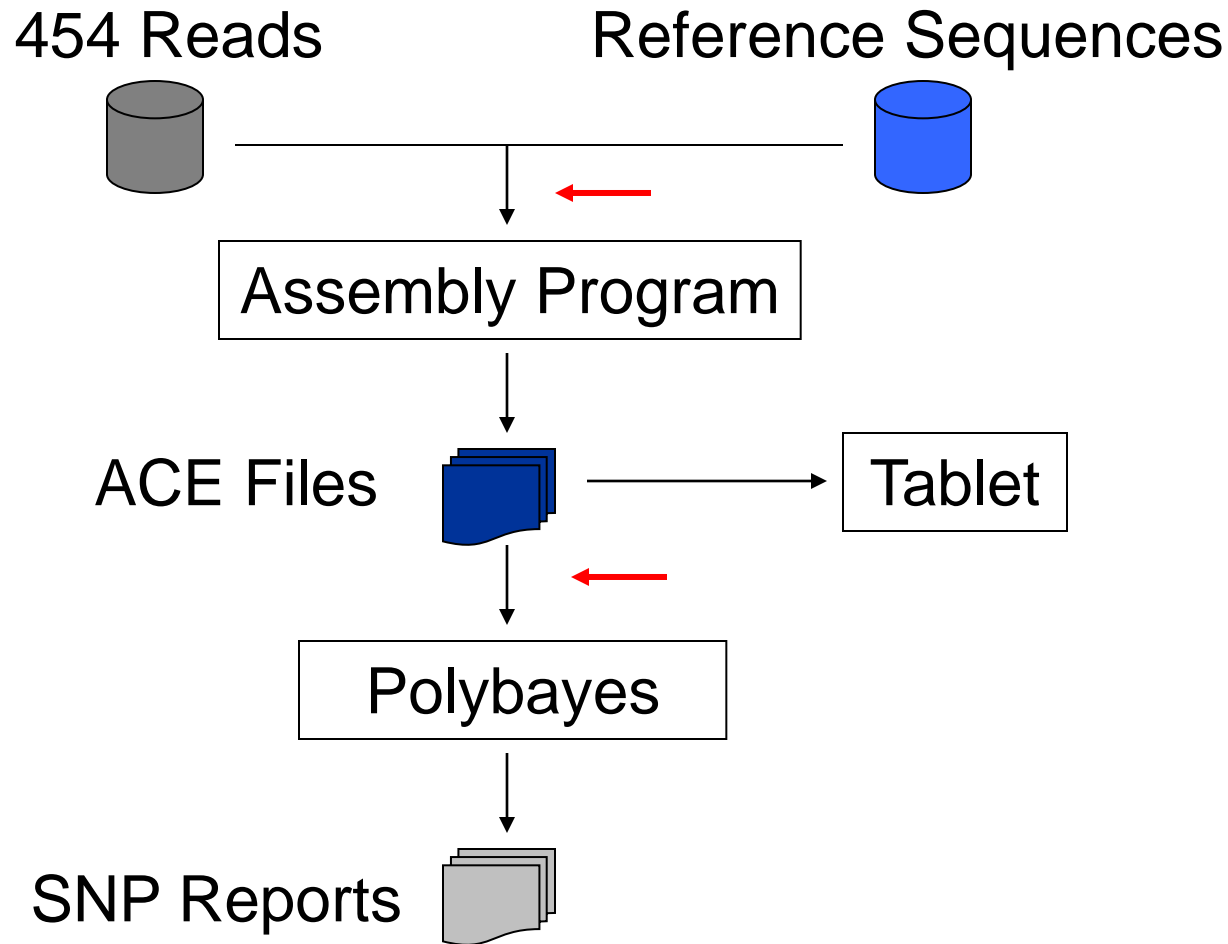 454 Reads
Reference Sequences
Assembly Program
ACE Files
Tablet
Polybayes
SNP Reports